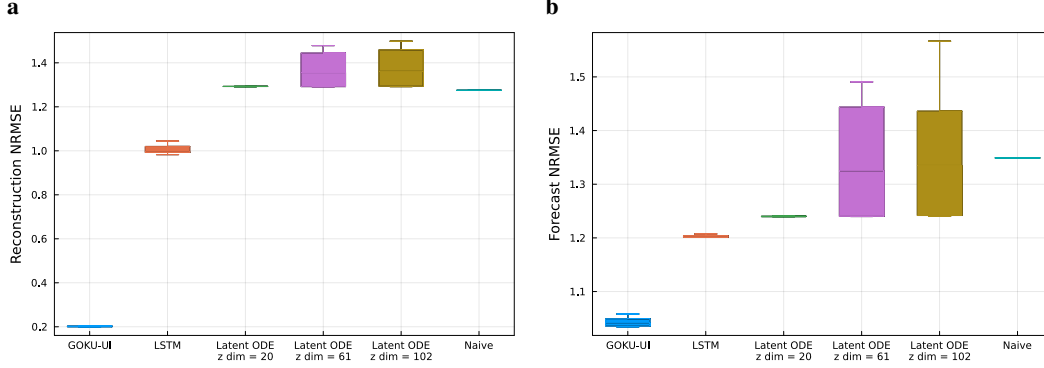 a
Reconstruction NRMSE
1.4
1.2
1.0
0.8
0.6
0.4
0.2
GOKU-UI
LSTM
Latent ODE
z dim = 20
Latent ODE
z dim = 61
Latent ODE
z dim = 102
Naive
b
Forecast NRMSE
1.5
1.4
1.3
1.2
1.1
GOKU-UI
LSTM
Latent ODE
z dim = 20
Latent ODE
z dim = 61
Latent ODE
z dim = 102
Naive